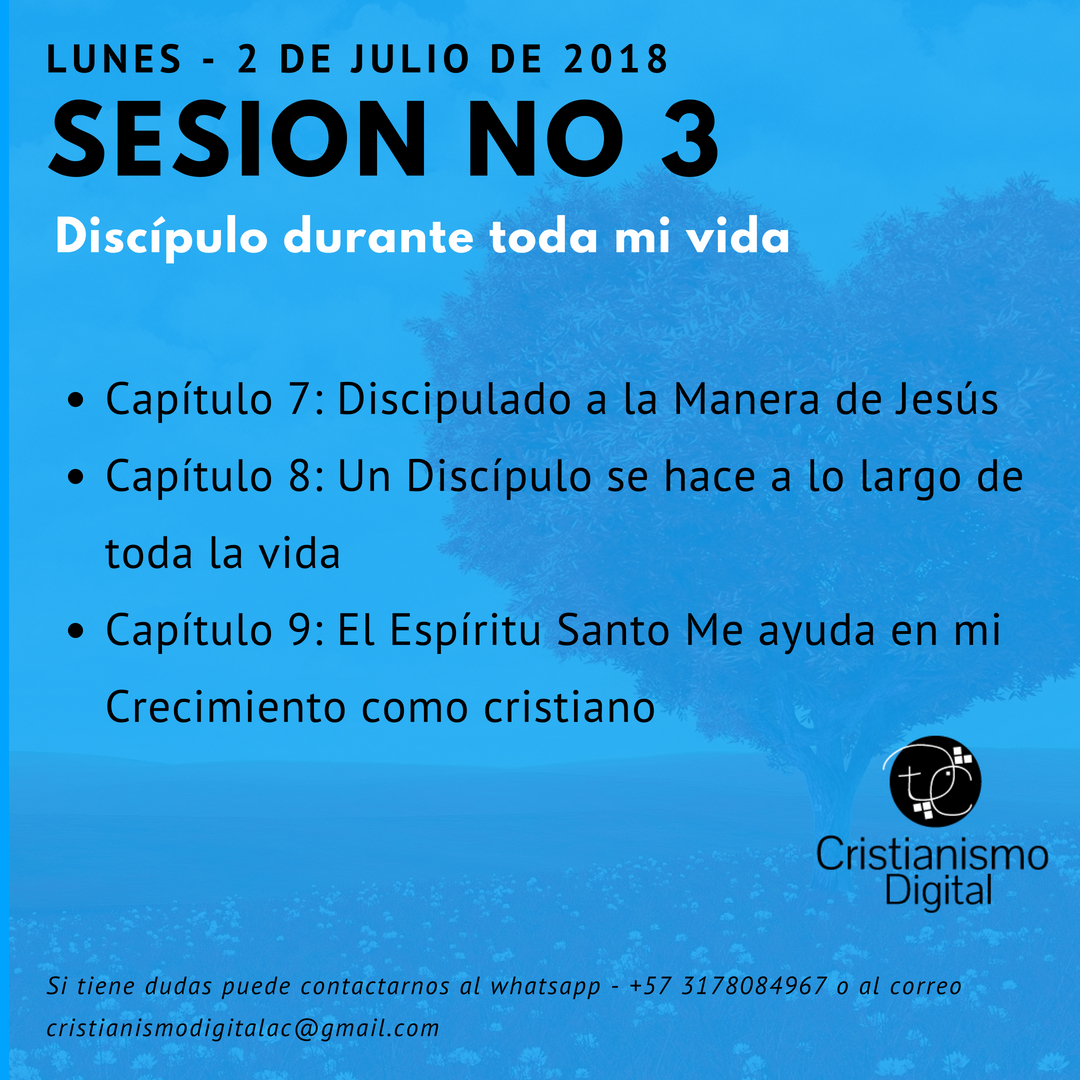 LUNES - 2 DE JULIO DE 2018
SESION NO 3
Discípulo durante toda mi vida
• Capítulo 7: Discipulado a la Manera de Jesús
• Capítulo 8: Un Discípulo se hace a lo largo de
toda la vida
• Capítulo 9: El Espíritu Santo Me ayuda en mi
Crecimiento como cristiano
Cristianismo
Digital
Si tiene dudas puede contactarnos al whatsapp - +57 3178084967 o al correo
cristianismodigitalac@gmail.com